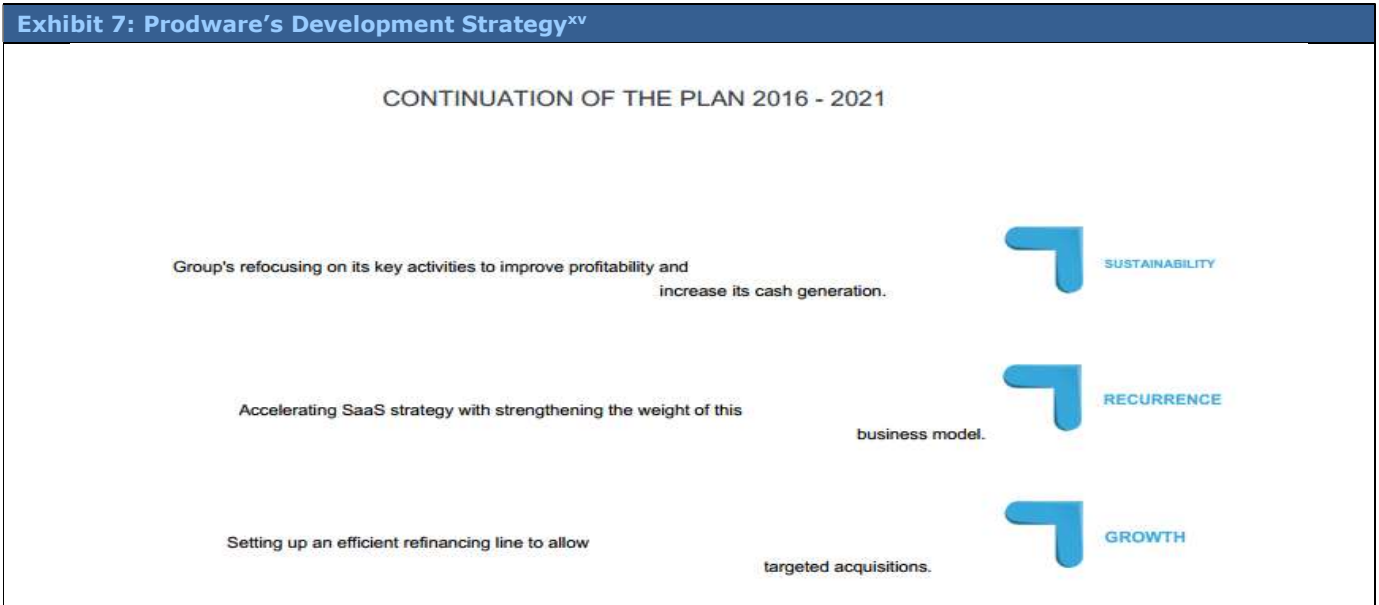 Exhibit 7: Prodware’s Development Strategyxv
CONTINUATION OF THE PLAN 2016 - 2021
Group's refocusing on its key activities to improve profitability and
increase its cash generation.
SUSTAINABILITY
Accelerating SaaS strategy with strengthening the weight of this
business model.
RECURRENCE
Setting up an efficient refinancing line to allow
targeted acquisitions.
GROWTH